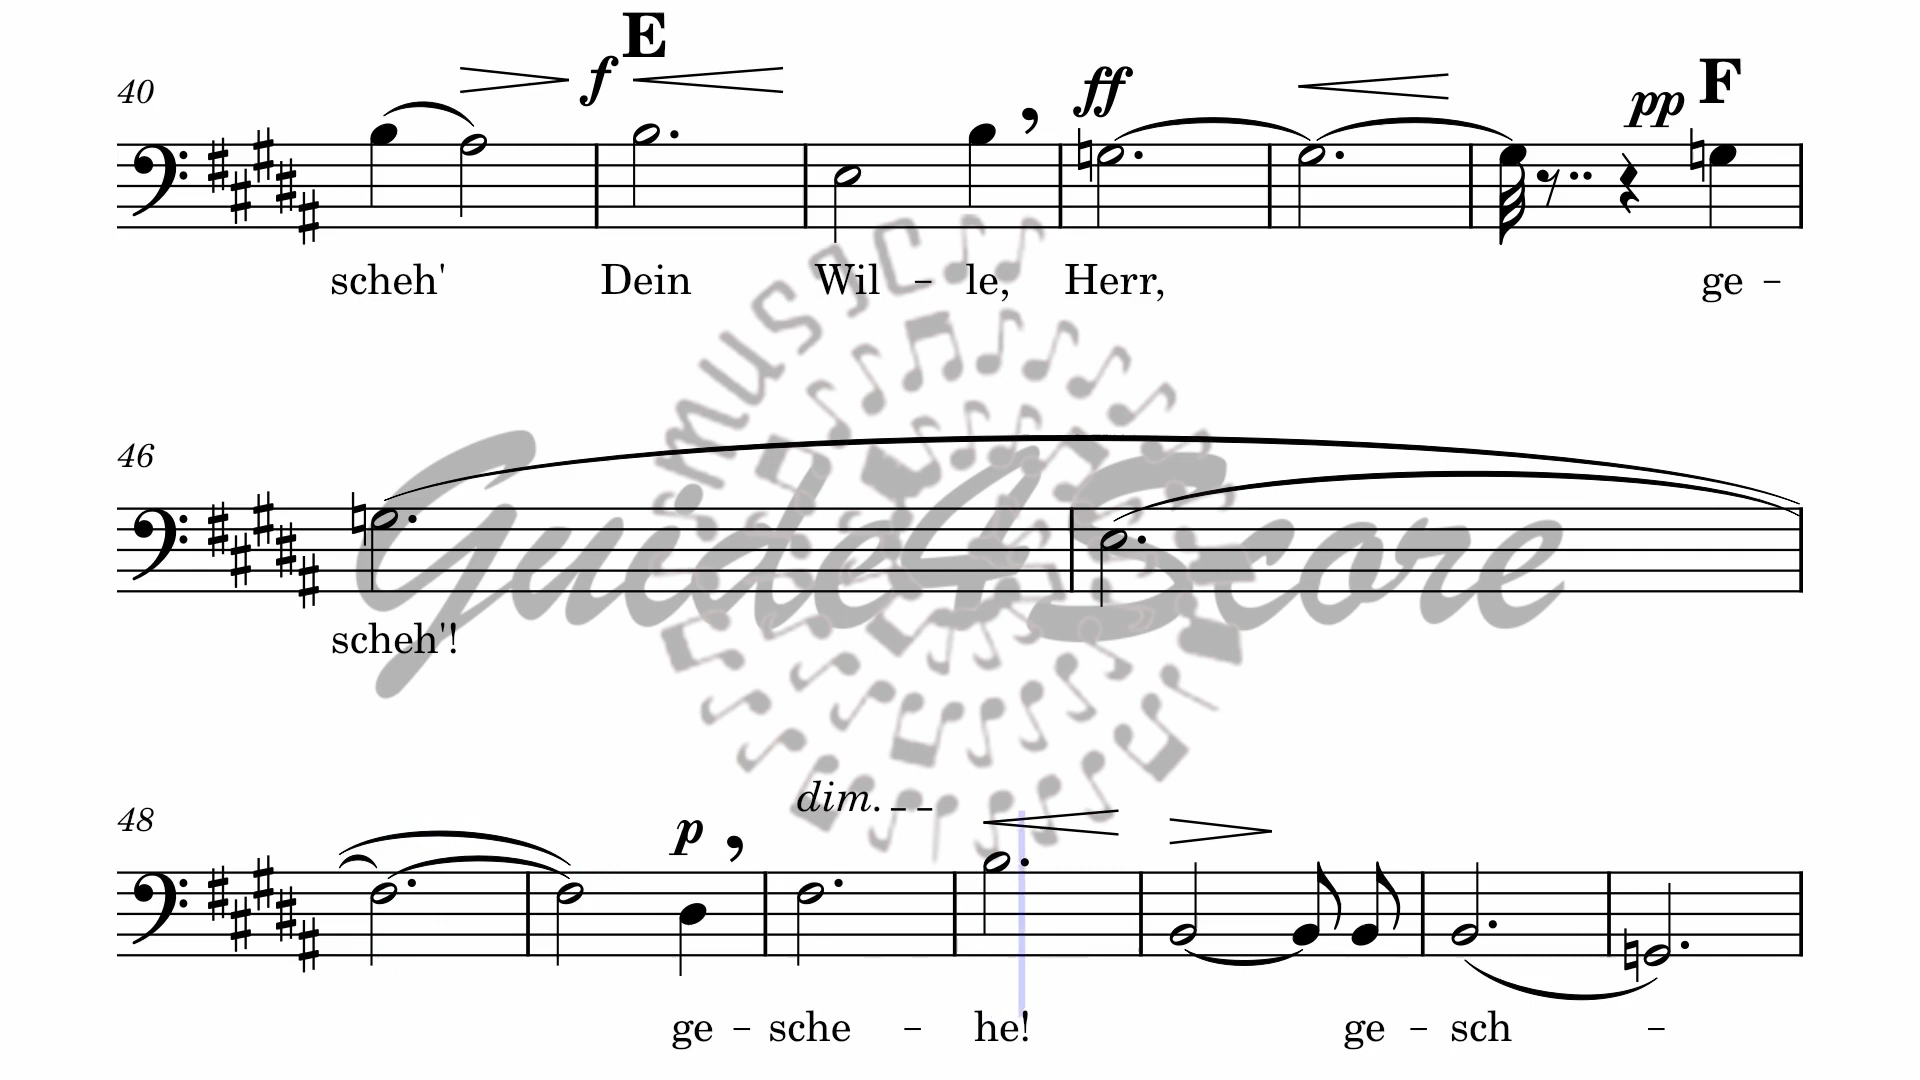 E
40 f ff pp F
scheh' Dein Wil - le, Herr, ge -
music
46
Guide4Score
scheh'!
dim.
48 p
ge - sche - he! ge - sch -